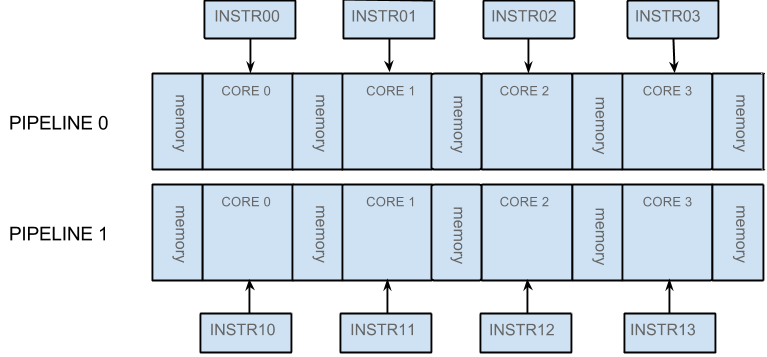 INSTR00 INSTR01 INSTR02 INSTR03
PIPELINE 0
memory CORE 0 memory CORE 1 memory CORE 2 memory CORE 3 memory
PIPELINE 1
memory CORE 0 memory CORE 1 memory CORE 2 memory CORE 3 memory
INSTR10 INSTR11 INSTR12 INSTR13